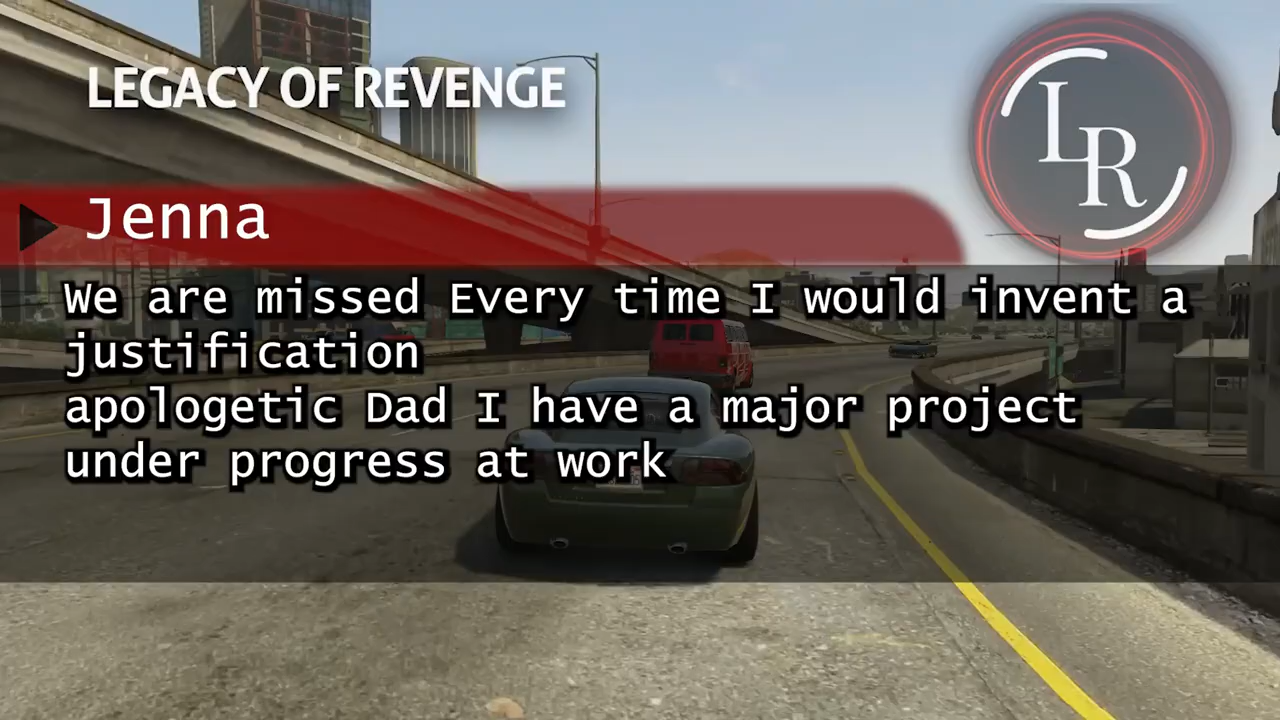 LEGACY OF REVENGE
LR
Jenna
We are missed Every time I would invent a
justification
apologetic Dad I have a major project
under progress at work